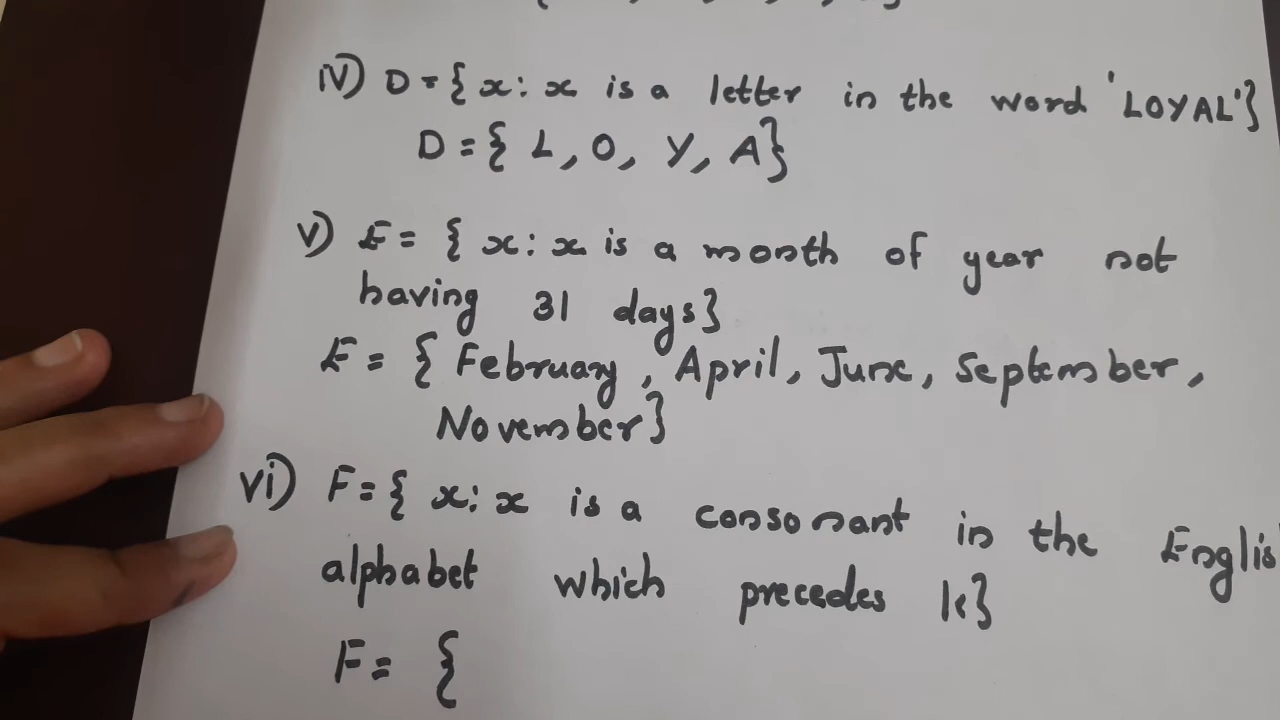 iv) D = {x: x is a letter in the word 'LOYAL'}
D = { L, O, Y, A}
v) E = { x: x is a month of year not
having 31 days}
E = { February, April, June, September,
November}
vi) F = { x: x is a consonant in the Englis
alphabet which precedes k}
F = {